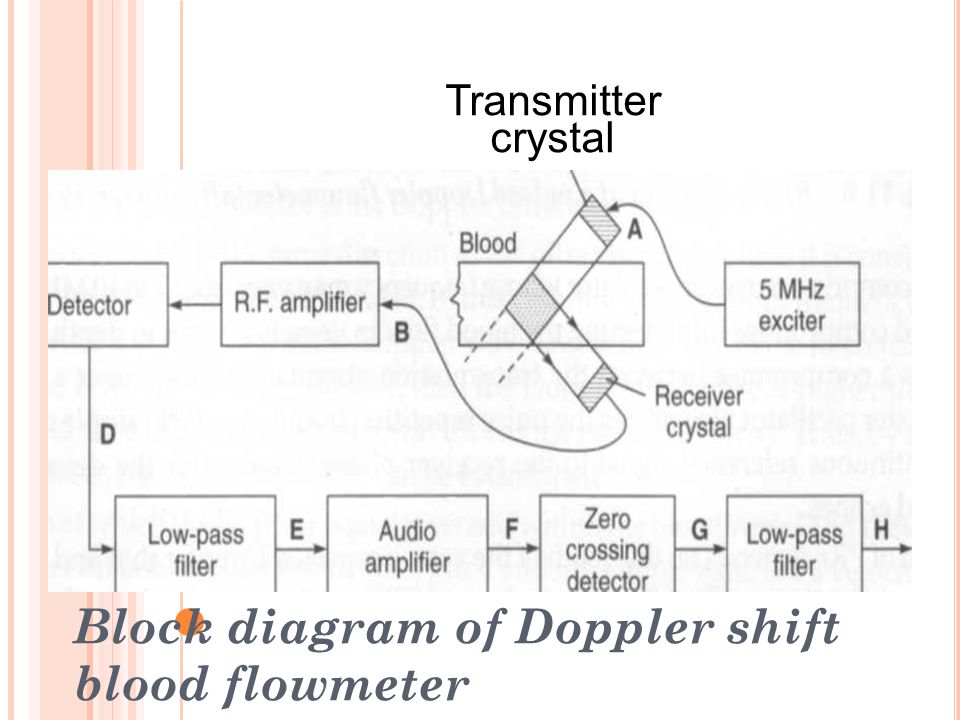 Transmitter
crystal
Blood
A
Detector
R.F. amplifier
B
5 MHz
exciter
Receiver
crystal
D
Low-pass
filter
E
Audio
amplifier
F
Zero
crossing
detector
G
Low-pass
filter
H
Block diagram of Doppler shift
blood flowmeter